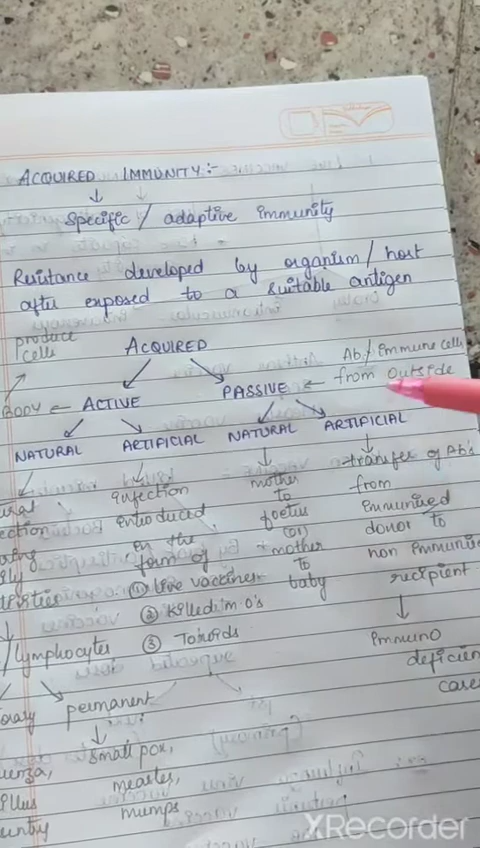 ACQUIRED IMMUNITY:-
Specific / adaptive immunity
Resistance developed by organism / host
after exposed to a suitable antigen
produce
cells
ACQUIRED
Ab / Immune cells
from outside
BODY
ACTIVE
PASSIVE
NATURAL
ARTIFICIAL
NATURAL
ARTIFICIAL
infection
introduced
in the
form of
① Live vaccines
② Killed m.o's
③ Toxoids
mother
to
foetus
(or)
mother
to
baby
transfer of Ab's
from
Immunised
donor to
non immunise
recipient
Immuno
deficien
cases
/ lymphocytes
permanent
Small pox,
measles,
mumps
XRecorder